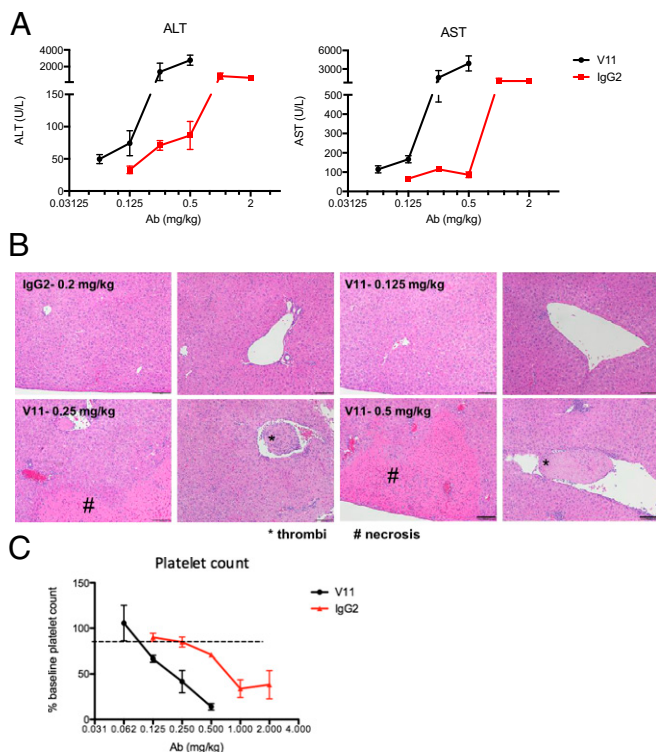 A
ALT
ALT (U/L)
4000
2000
150
100
50
0
0.03125
0.125
0.5
2
Ab (mg/kg)
AST
AST (U/L)
6000
3000
400
300
200
100
0
0.03125
0.125
0.5
2
Ab (mg/kg)
V11
IgG2
B
IgG2- 0.2 mg/kg
V11- 0.125 mg/kg
V11- 0.25 mg/kg
#
*
V11- 0.5 mg/kg
#
*
* thrombi
# necrosis
C
Platelet count
% baseline platelet count
150
100
50
0
0.031
0.062
0.125
0.250
0.500
1.000
2.000
4.000
Ab (mg/kg)
V11
IgG2